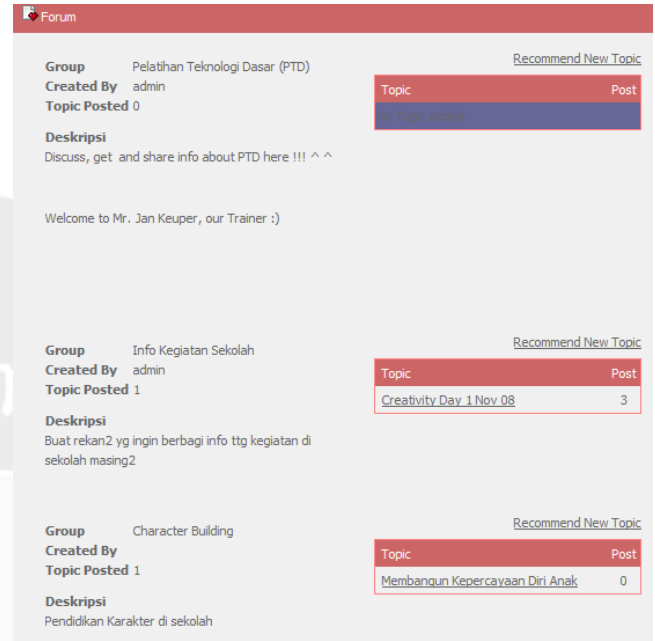 Forum
Group Pelatihan Teknologi Dasar (PTD)
Created By admin
Topic Posted 0
Deskripsi
Discuss, get and share info about PTD here !!! ^ ^
Welcome to Mr. Jan Keuper, our Trainer :)
Recommend New Topic
Topic Post
No Topic Added
Group Info Kegiatan Sekolah
Created By admin
Topic Posted 1
Deskripsi
Buat rekan2 yg ingin berbagi info ttg kegiatan di
sekolah masing2
Recommend New Topic
Topic Post
Creativity Day 1 Nov 08 3
Group Character Building
Created By
Topic Posted 1
Deskripsi
Pendidikan Karakter di sekolah
Recommend New Topic
Topic Post
Membangun Kepercayaan Diri Anak 0